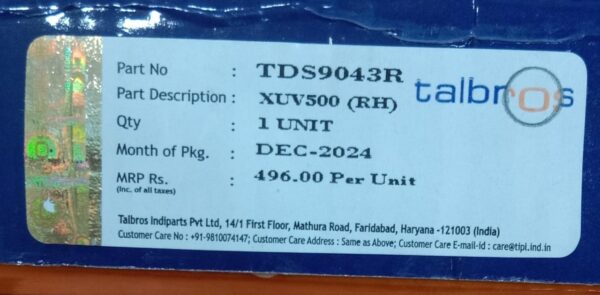 Part No : TDS9043R
talbros
Part Description : XUV500 (RH)
Qty : 1 UNIT
Month of Pkg. : DEC-2024
MRP Rs. : 496.00 Per Unit
(Inc. of all taxes)
Talbros Indiparts Pvt Ltd, 14/1 First Floor, Mathura Road, Faridabad, Haryana -121003 (India)
Customer Care No : +91-9810074147; Customer Care Address : Same as Above; Customer Care E-mail-id : care@tipl.ind.in